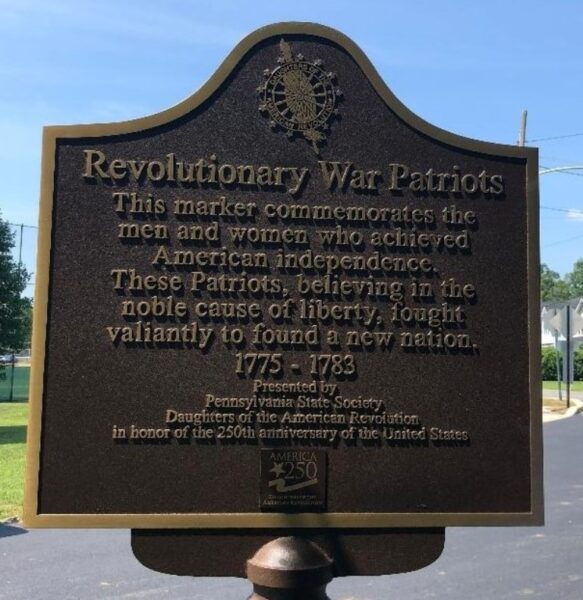 Revolutionary War Patriots
This marker commemorates the
men and women who achieved
American independence.
These Patriots, believing in the
noble cause of liberty, fought
valiantly to found a new nation.
1775 - 1783
Presented by
Pennsylvania State Society
Daughters of the American Revolution
in honor of the 250th anniversary of the United States
AMERICA
250